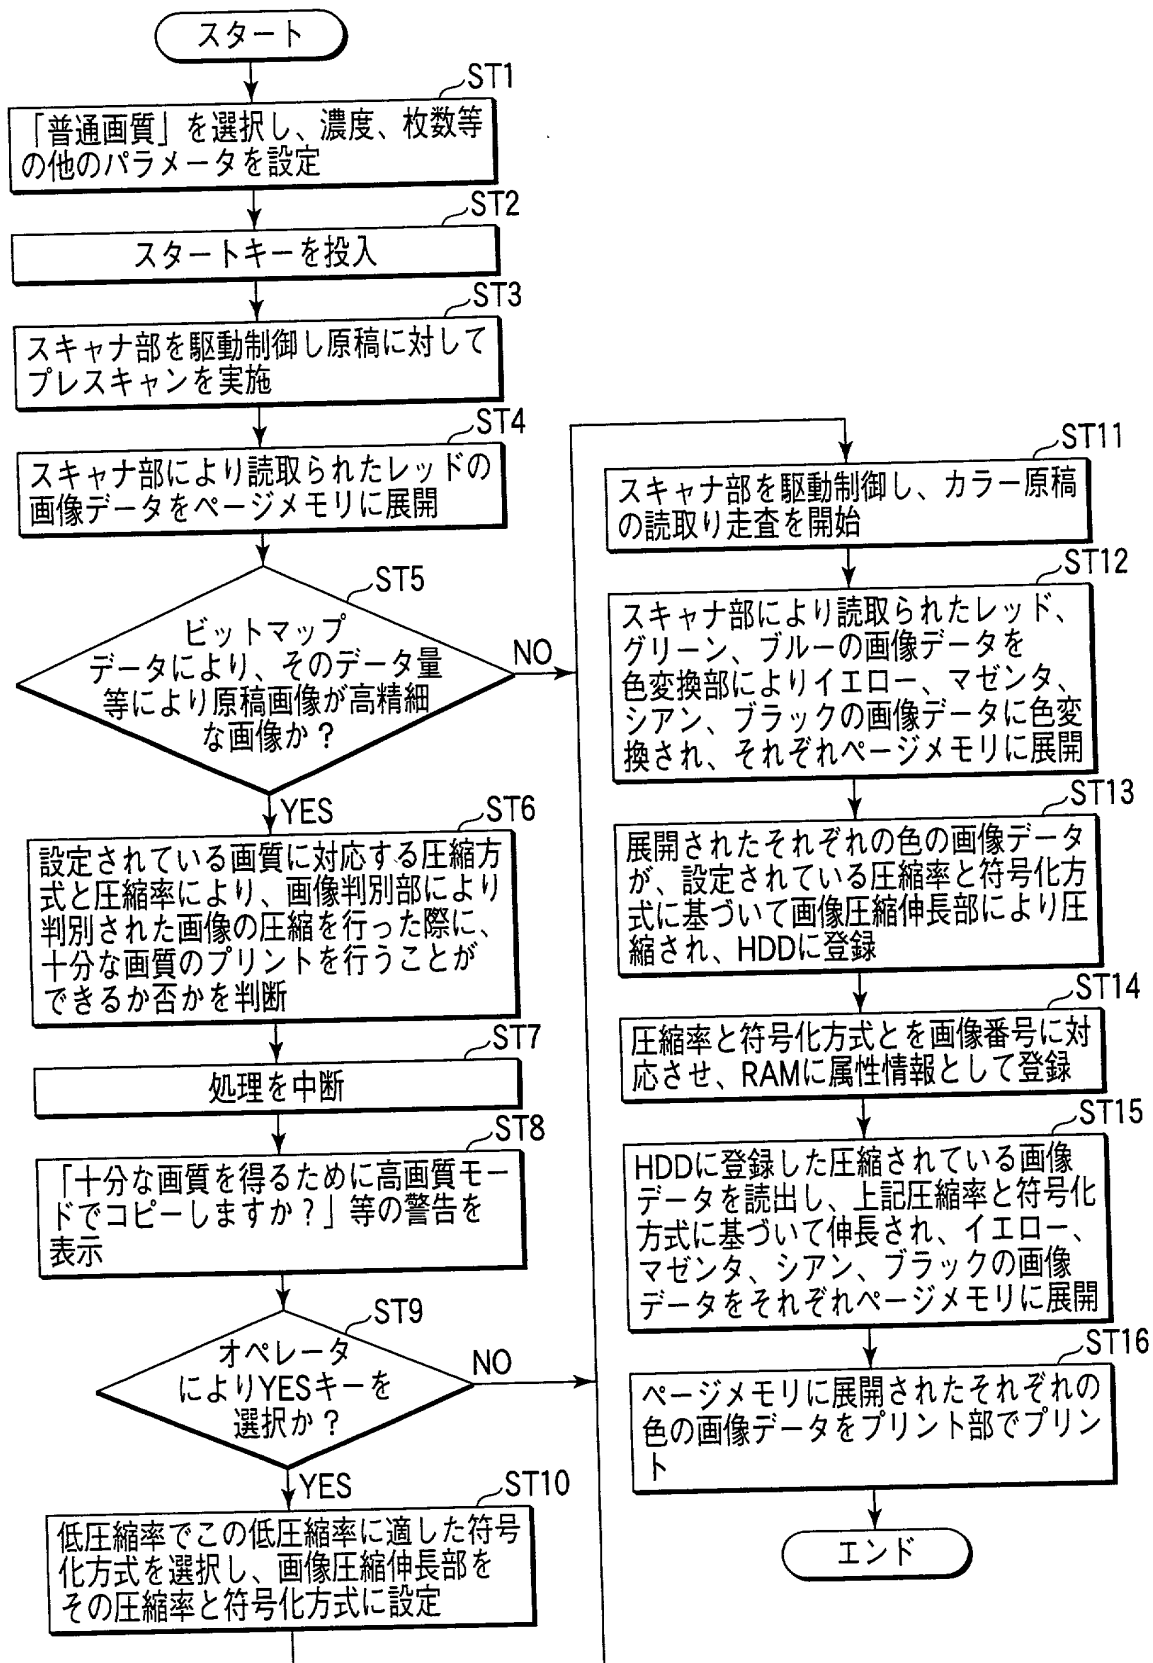 スタート
ST1
「普通画質」を選択し、濃度、枚数等
の他のパラメータを設定
ST2
スタートキーを投入
ST3
スキャナ部を駆動制御し原稿に対して
プレスキャンを実施
ST4
スキャナ部により読取られたレッドの
画像データをページメモリに展開
ST5
ビットマップ
データにより、そのデータ量
等により原稿画像が高精細
な画像か？
NO
YES
ST6
設定されている画質に対応する圧縮方
式と圧縮率により、画像判別部により
判別された画像の圧縮を行った際に、
十分な画質のプリントを行うことが
できるか否かを判断
ST7
処理を中断
ST8
「十分な画質を得るために高画質モー
ドでコピーしますか？」等の警告を
表示
ST9
オペレータ
によりYESキーを
選択か？
NO
YES
ST10
低圧縮率でこの低圧縮率に適した符号
化方式を選択し、画像圧縮伸長部を
その圧縮率と符号化方式に設定
ST11
スキャナ部を駆動制御し、カラー原稿
の読取り走査を開始
ST12
スキャナ部により読取られたレッド、
グリーン、ブルーの画像データを
色変換部によりイエロー、マゼンタ、
シアン、ブラックの画像データに色変
換され、それぞれページメモリに展開
ST13
展開されたそれぞれの色の画像データ
が、設定されている圧縮率と符号化方
式に基づいて画像圧縮伸長部により圧
縮され、HDDに登録
ST14
圧縮率と符号化方式とを画像番号に対
応させ、RAMに属性情報として登録
ST15
HDDに登録した圧縮されている画像
データを読出し、上記圧縮率と符号化
方式に基づいて伸長され、イエロー、
マゼンタ、シアン、ブラックの画像
データをそれぞれページメモリに展開
ST16
ページメモリに展開されたそれぞれの
色の画像データをプリント部でプリン
ト
エンド